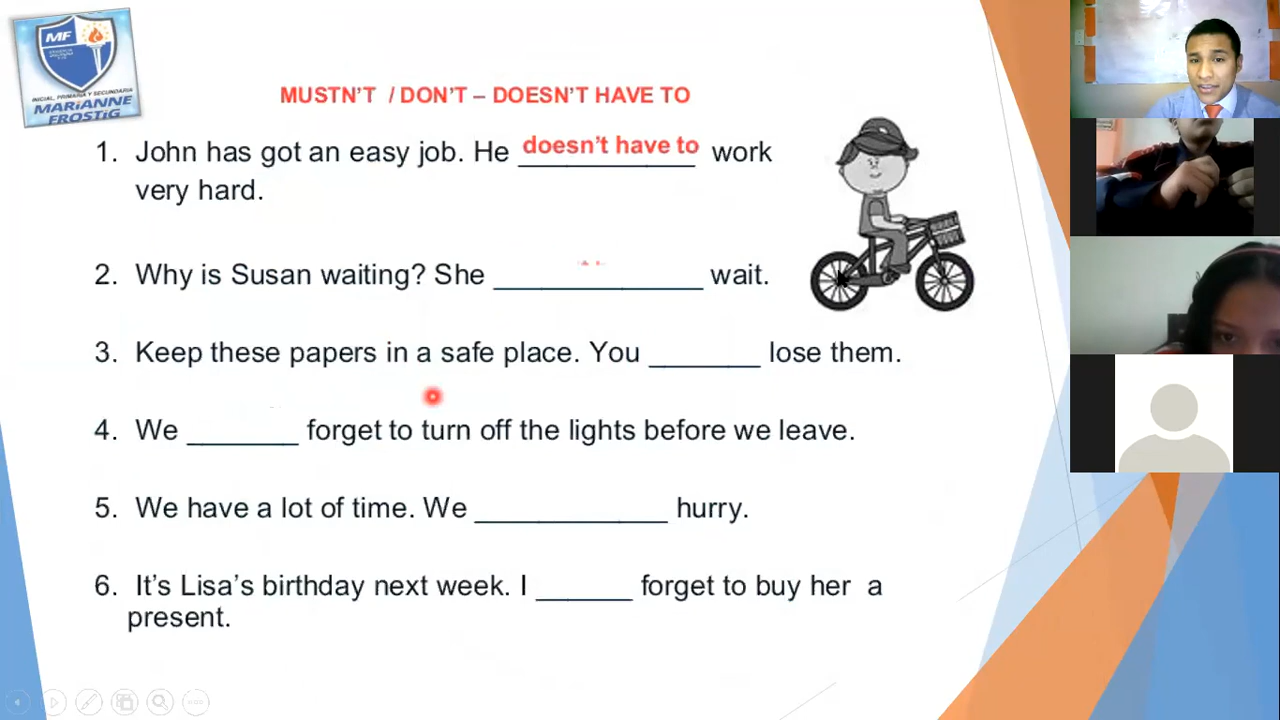 MF
INICIAL, PRIMARIA Y SECUNDARIA
MARIANNE
FROSTIG
MUSTN'T / DON'T – DOESN'T HAVE TO
1. John has got an easy job. He doesn't have to work
very hard.
2. Why is Susan waiting? She ______________ wait.
3. Keep these papers in a safe place. You _______ lose them.
4. We _______ forget to turn off the lights before we leave.
5. We have a lot of time. We _____________ hurry.
6. It's Lisa's birthday next week. I ______ forget to buy her a
present.